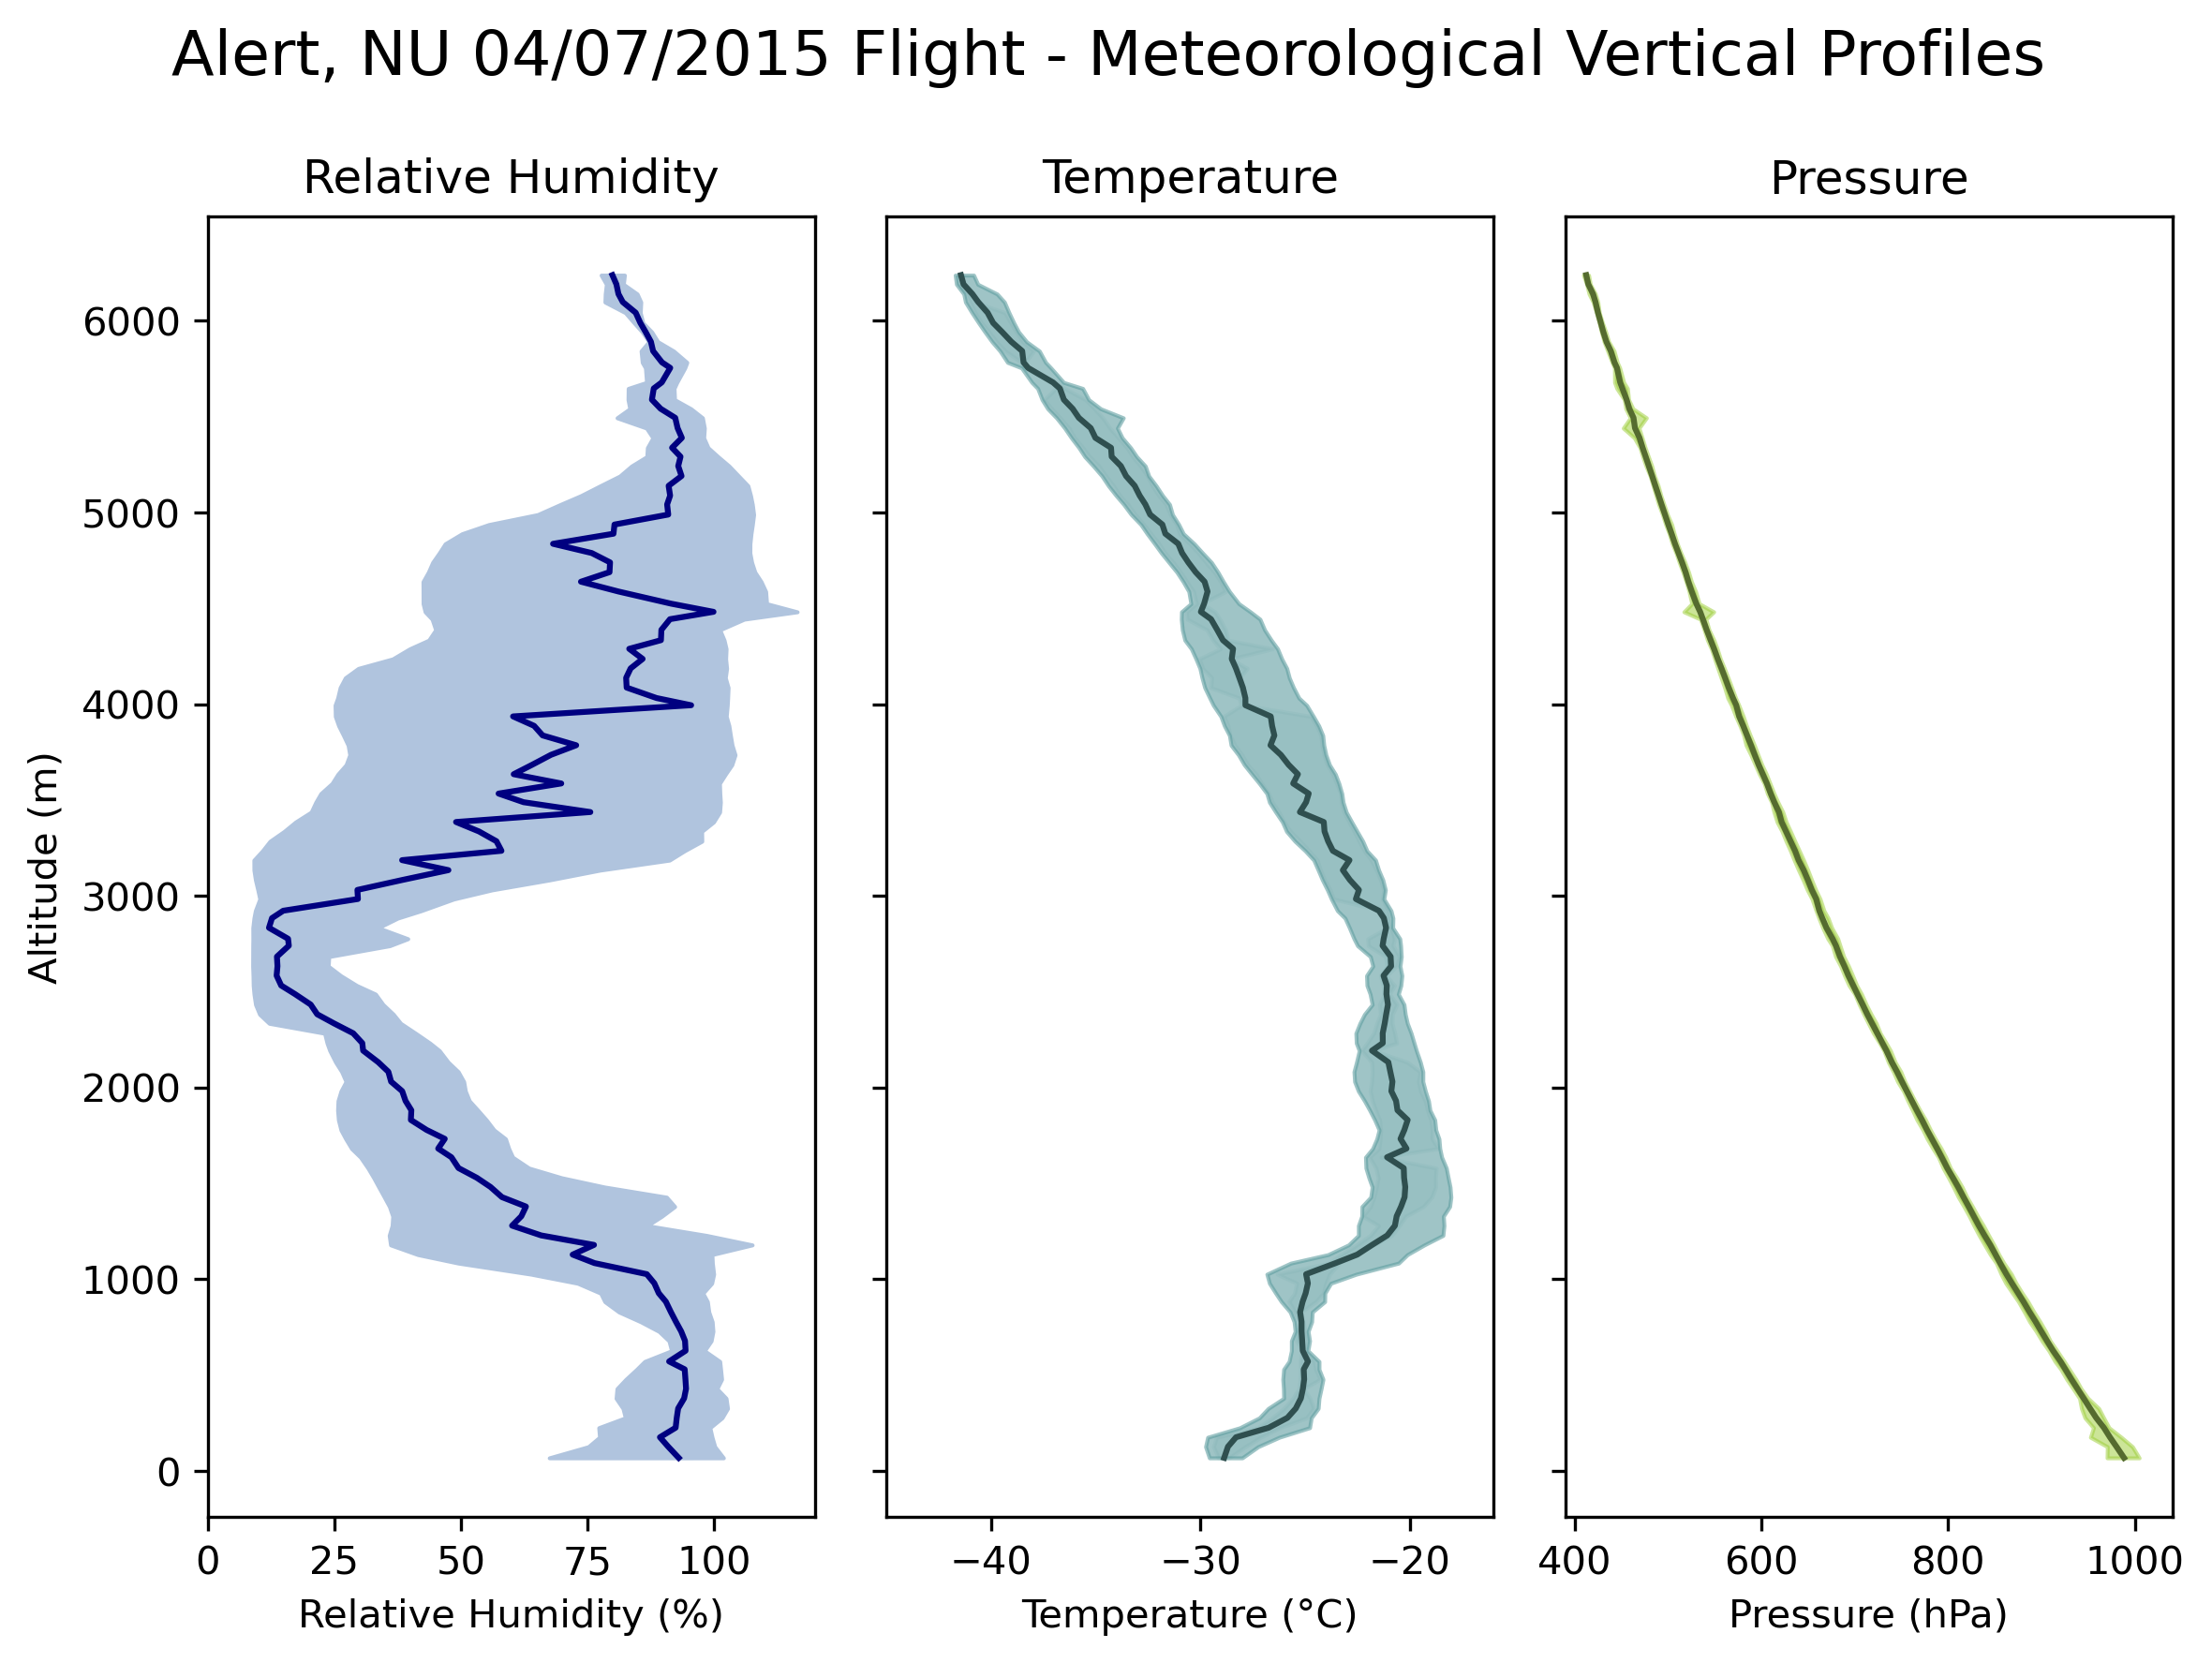 Alert, NU 04/07/2015 Flight - Meteorological Vertical Profiles
Relative Humidity
Temperature
Pressure
Altitude (m)
6000
5000
4000
3000
2000
1000
0
0 25 50 75 100
−40 −30 −20
400 600 800 1000
Relative Humidity (%)
Temperature (°C)
Pressure (hPa)